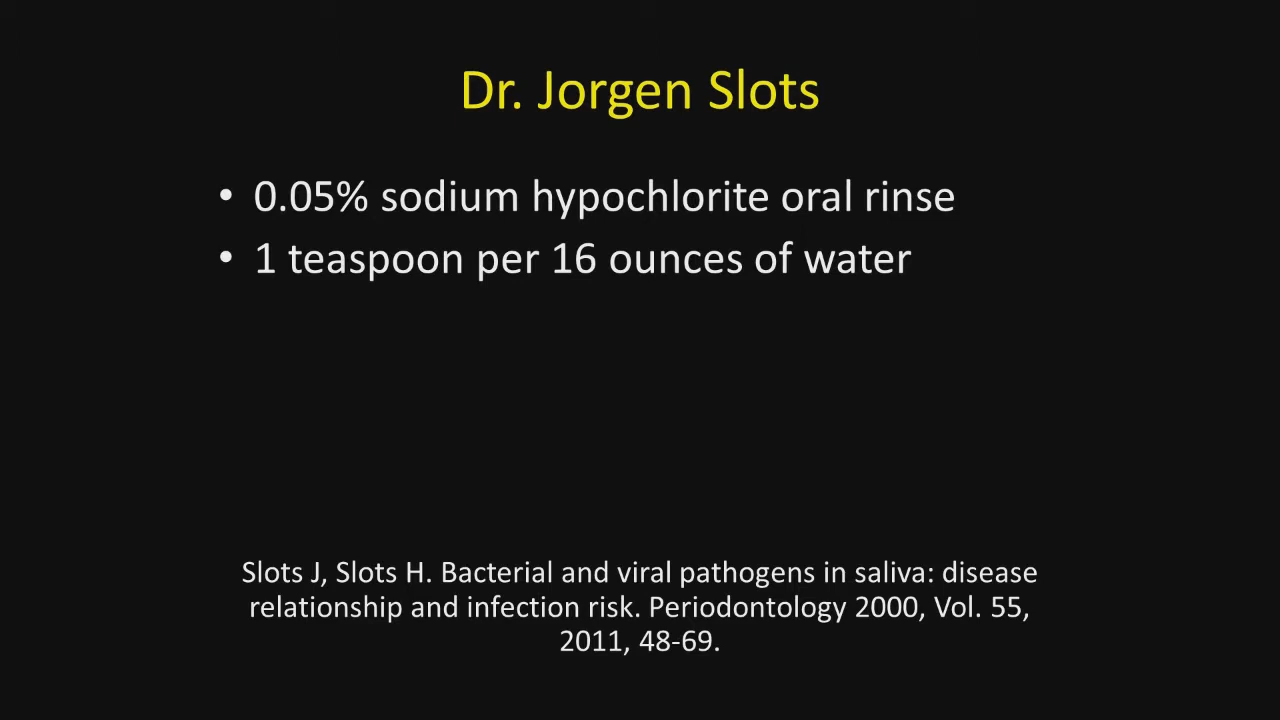 Dr. Jorgen Slots
• 0.05% sodium hypochlorite oral rinse
• 1 teaspoon per 16 ounces of water
Slots J, Slots H. Bacterial and viral pathogens in saliva: disease
relationship and infection risk. Periodontology 2000, Vol. 55,
2011, 48-69.